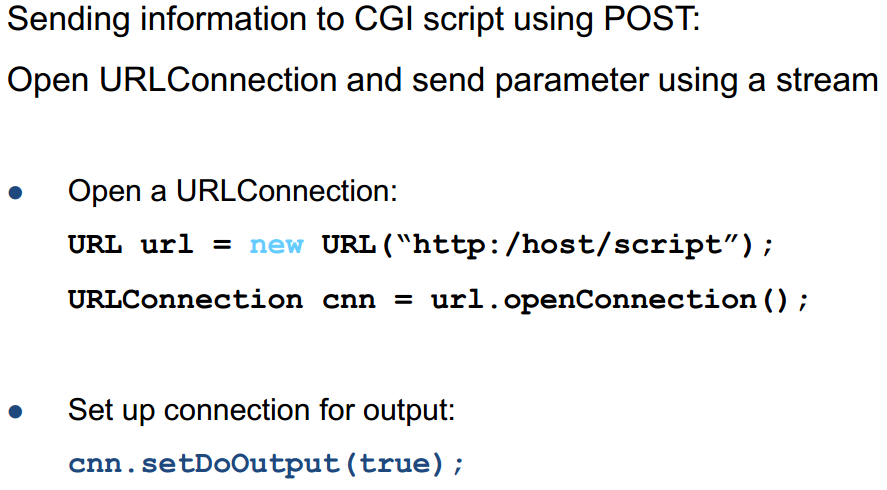 Sending information to CGI script using POST:
Open URLConnection and send parameter using a stream
● Open a URLConnection:
URL url = new URL(“http:/host/script”);
URLConnection cnn = url.openConnection();
● Set up connection for output:
cnn.setDoOutput(true);